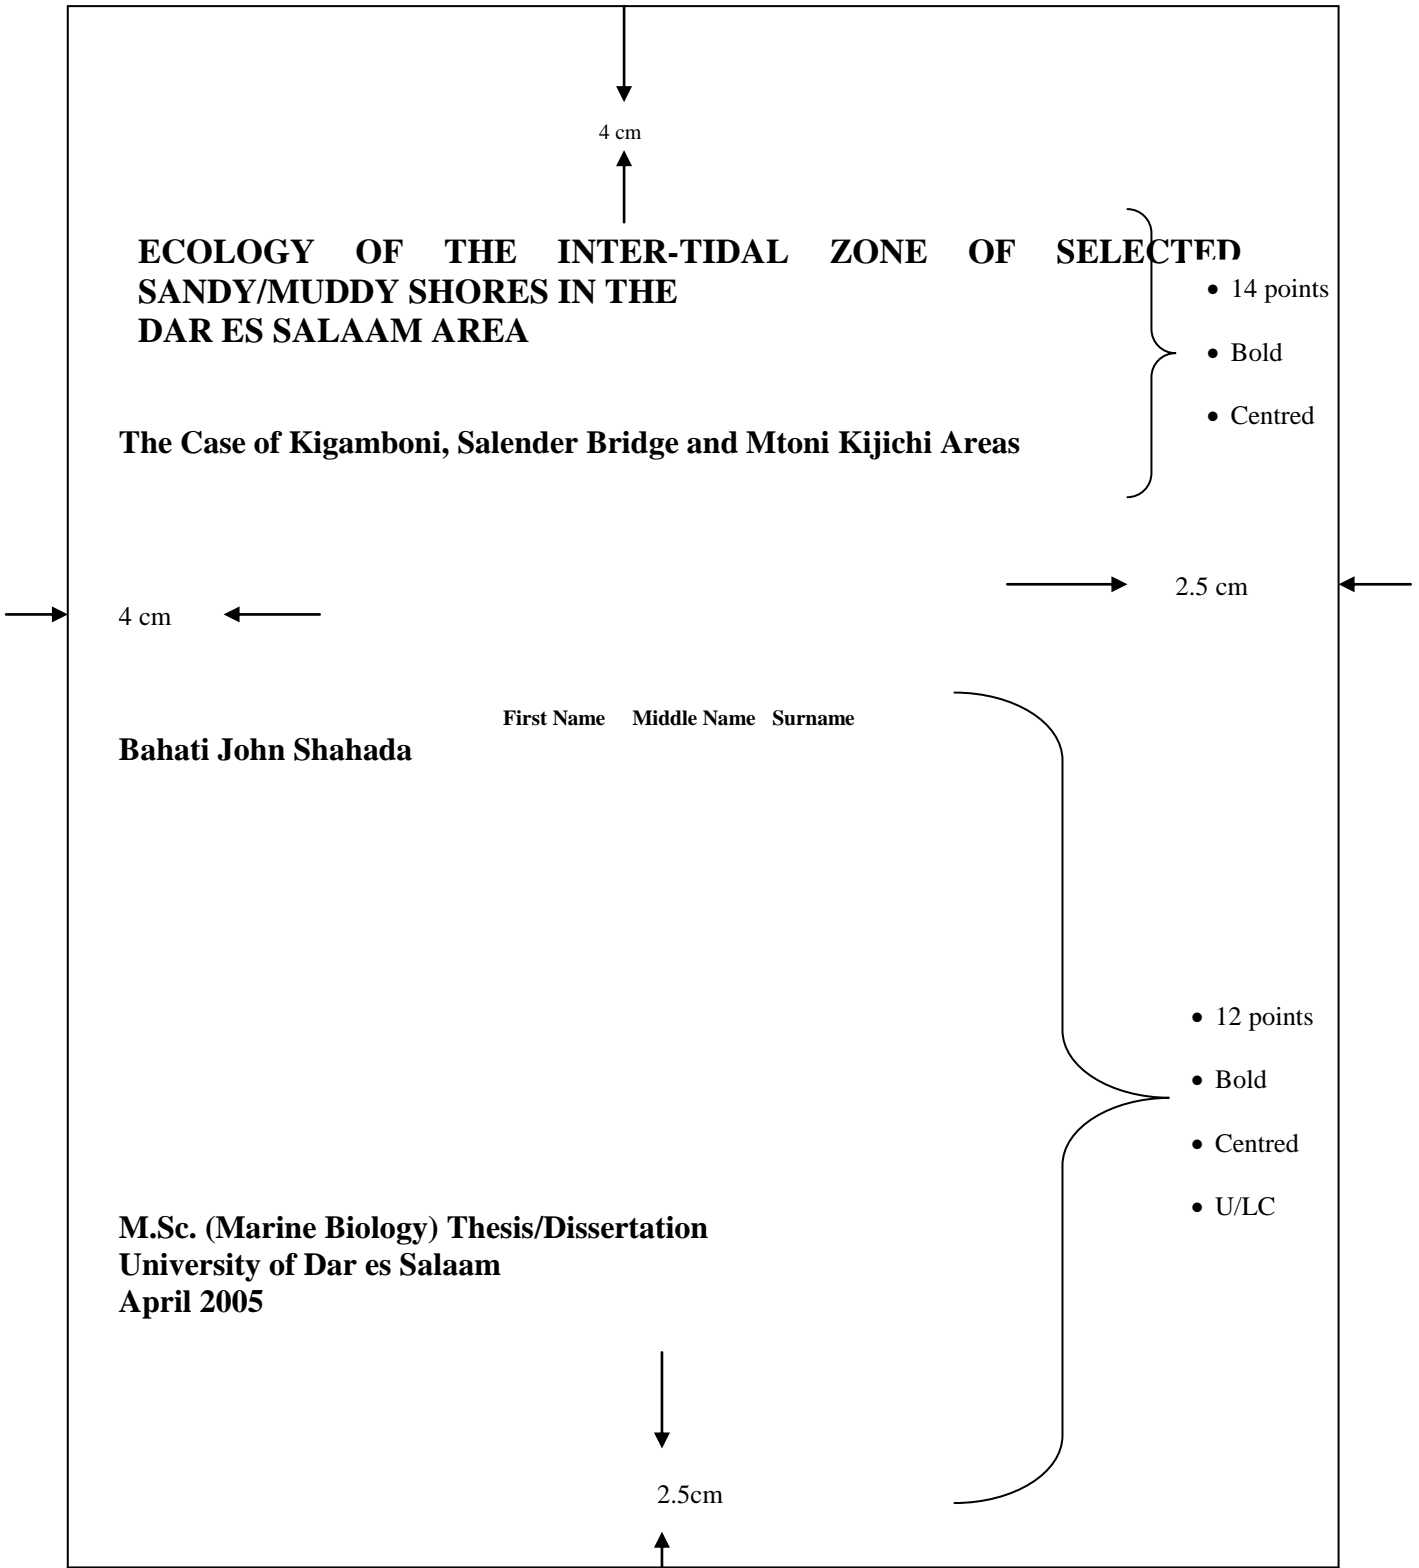 4 cm
ECOLOGY OF THE INTER-TIDAL ZONE OF SELECTED
SANDY/MUDDY SHORES IN THE
DAR ES SALAAM AREA
• 14 points
• Bold
• Centred
The Case of Kigamboni, Salender Bridge and Mtoni Kijichi Areas
2.5 cm
4 cm
First Name Middle Name Surname
Bahati John Shahada
• 12 points
• Bold
• Centred
• U/LC
M.Sc. (Marine Biology) Thesis/Dissertation
University of Dar es Salaam
April 2005
2.5cm